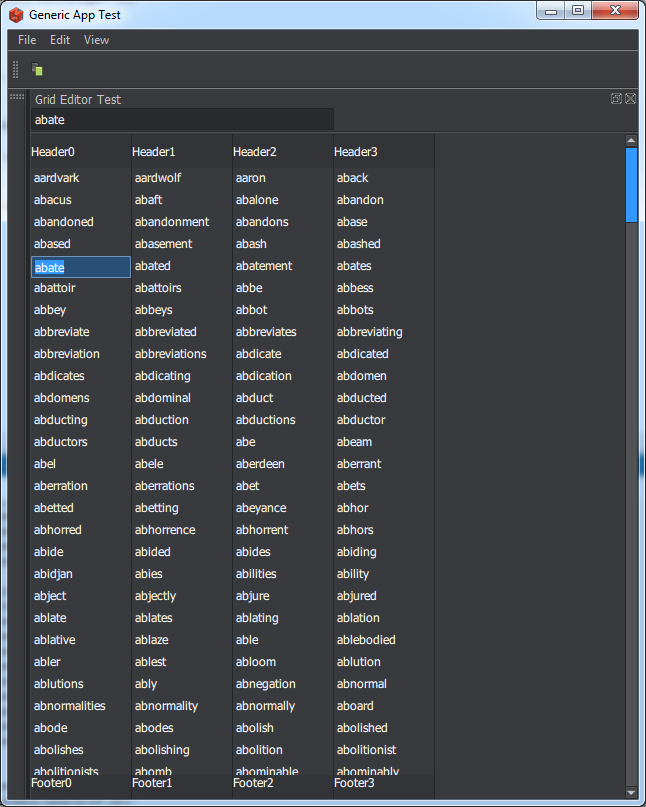 Generic App Test
File Edit View
Grid Editor Test
abate
Header0 Header1 Header2 Header3
aardvark aardwolf aaron aback
abacus abaft abalone abandon
abandoned abandonment abandons abase
abased abasement abash abashed
abate abated abatement abates
abattoir abattoirs abbe abbess
abbey abbeys abbot abbots
abbreviate abbreviated abbreviates abbreviating
abbreviation abbreviations abdicate abdicated
abdicates abdicating abdication abdomen
abdomens abdominal abduct abducted
abducting abduction abductions abductor
abductors abducts abe abeam
abel abele aberdeen aberrant
aberration aberrations abet abets
abetted abetting abeyance abhor
abhorred abhorrence abhorrent abhors
abide abided abides abiding
abidjan abies abilities ability
abject abjectly abjure abjured
ablate ablates ablating ablation
ablative ablaze able ablebodied
abler ablest abloom ablution
ablutions ably abnegation abnormal
abnormalities abnormality abnormally aboard
abode abodes abolish abolished
abolishes abolishing abolition abolitionist
abolitionists abomb abominable abominably
Footer0 Footer1 Footer2 Footer3